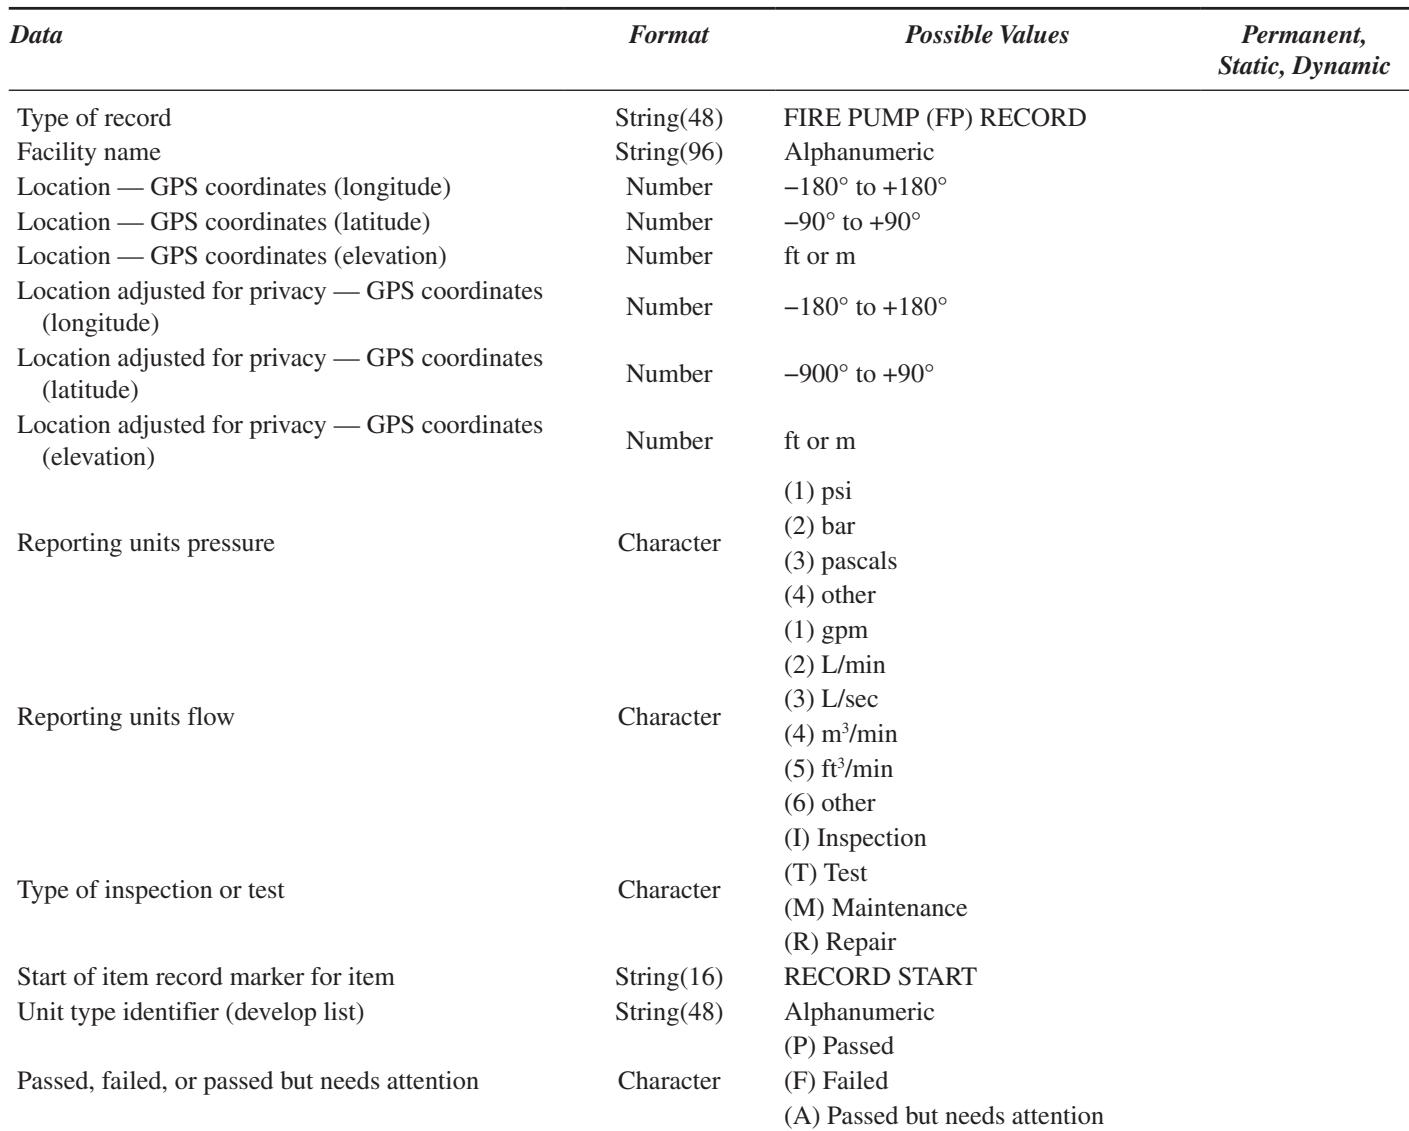 Data Format Possible Values Permanent,
Static, Dynamic
Type of record String(48) FIRE PUMP (FP) RECORD
Facility name String(96) Alphanumeric
Location — GPS coordinates (longitude) Number −180° to +180°
Location — GPS coordinates (latitude) Number −90° to +90°
Location — GPS coordinates (elevation) Number ft or m
Location adjusted for privacy — GPS coordinates
(longitude) Number −180° to +180°
Location adjusted for privacy — GPS coordinates
(latitude) Number −900° to +90°
Location adjusted for privacy — GPS coordinates
(elevation) Number ft or m
Reporting units pressure Character
(1) psi
(2) bar
(3) pascals
(4) other
Reporting units flow Character
(1) gpm
(2) L/min
(3) L/sec
(4) m³/min
(5) ft³/min
(6) other
Type of inspection or test Character
(I) Inspection
(T) Test
(M) Maintenance
(R) Repair
Start of item record marker for item String(16) RECORD START
Unit type identifier (develop list) String(48) Alphanumeric
Passed, failed, or passed but needs attention Character
(P) Passed
(F) Failed
(A) Passed but needs attention